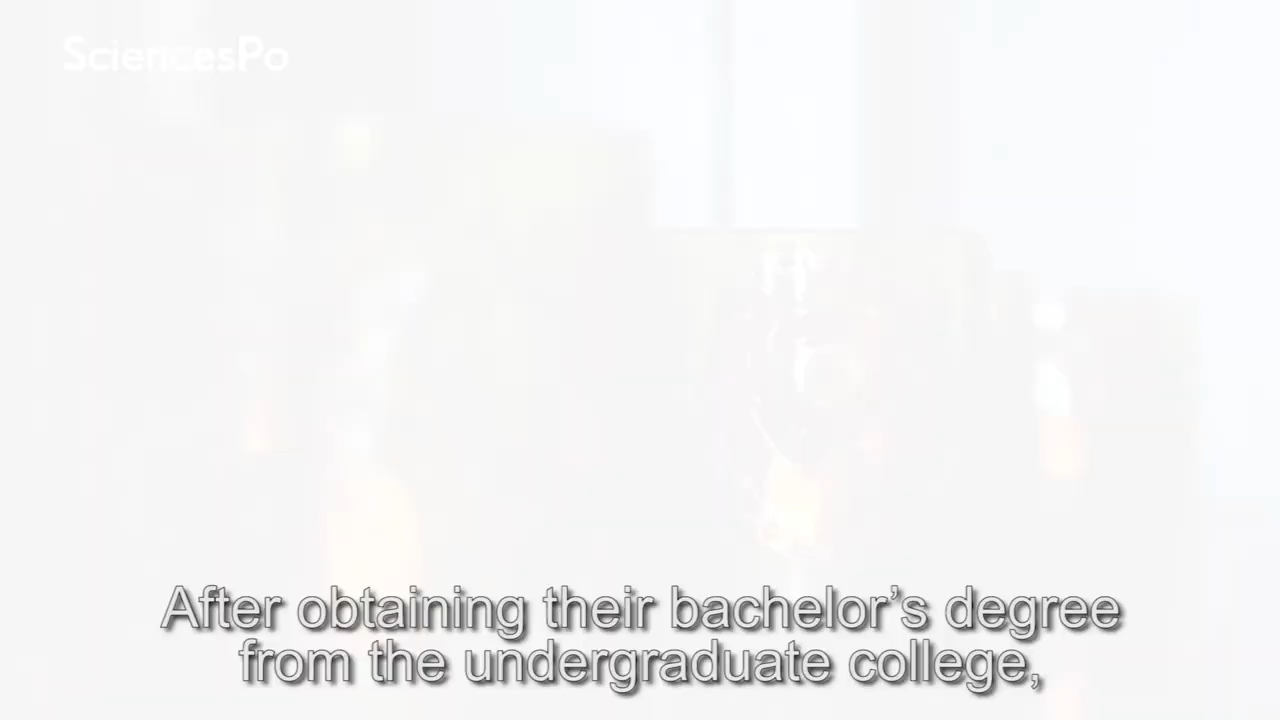 SciencesPo
After obtaining their bachelor’s degree
from the undergraduate college,